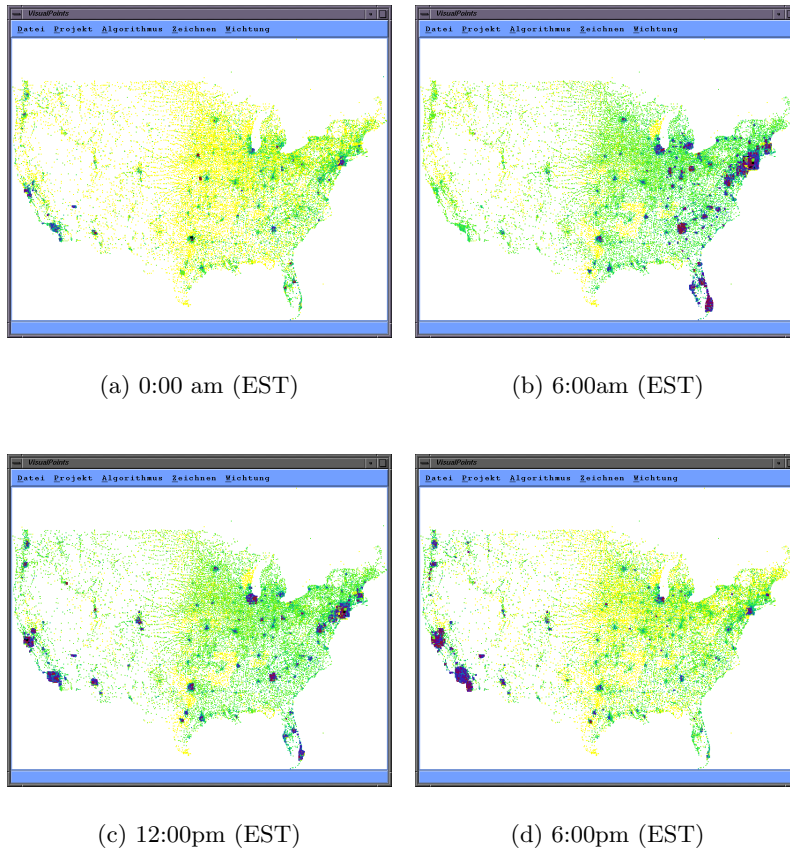 VisualPoints
Datei Projekt Algorithmus Zeichnen Wichtung
VisualPoints
Datei Projekt Algorithmus Zeichnen Wichtung
(a) 0:00 am (EST)
(b) 6:00am (EST)
VisualPoints
Datei Projekt Algorithmus Zeichnen Wichtung
VisualPoints
Datei Projekt Algorithmus Zeichnen Wichtung
(c) 12:00pm (EST)
(d) 6:00pm (EST)